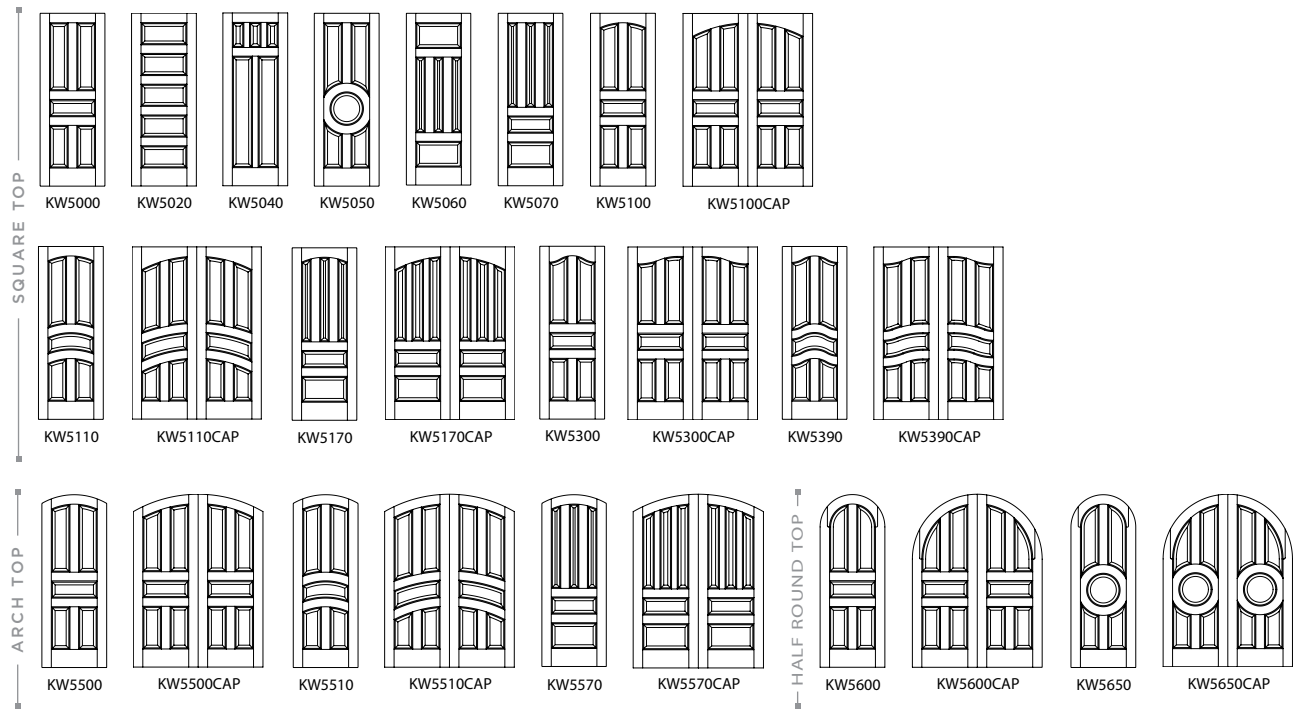 SQUARE TOP
KW5000 KW5020 KW5040 KW5050 KW5060 KW5070 KW5100 KW5100CAP
KW5110 KW5110CAP KW5170 KW5170CAP KW5300 KW5300CAP KW5390 KW5390CAP
ARCH TOP
KW5500 KW5500CAP KW5510 KW5510CAP KW5570 KW5570CAP
HALF ROUND TOP
KW5600 KW5600CAP KW5650 KW5650CAP